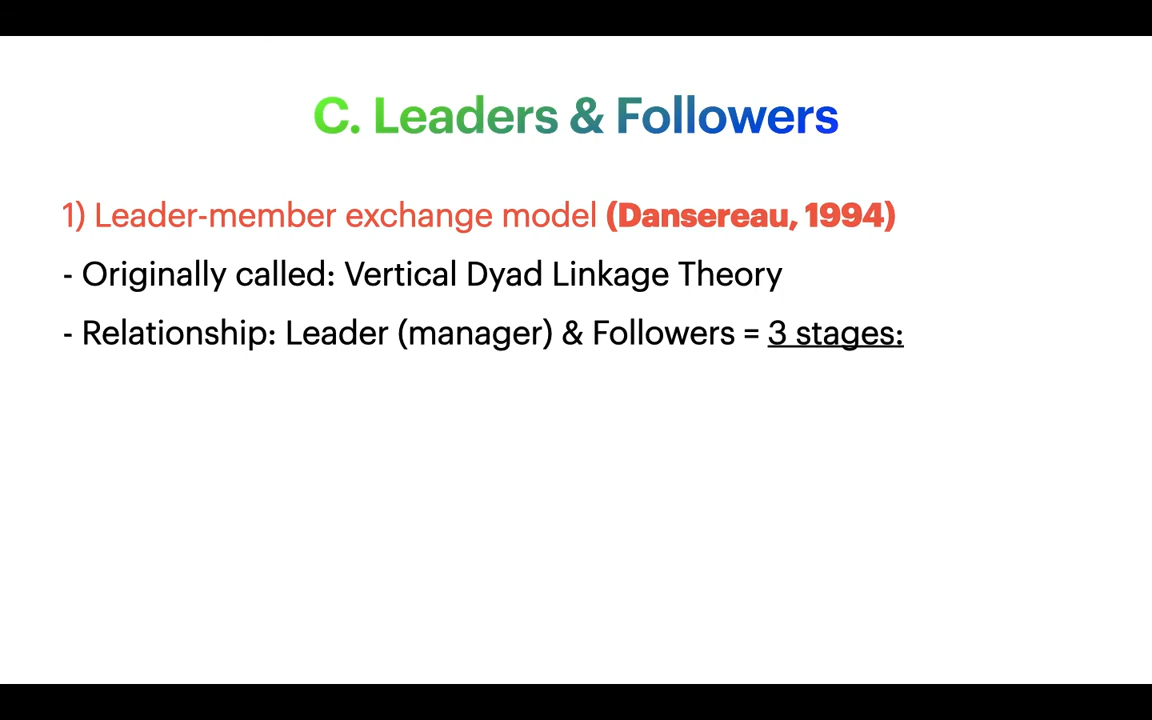 C. Leaders & Followers
1) Leader-member exchange model (Dansereau, 1994)
- Originally called: Vertical Dyad Linkage Theory
- Relationship: Leader (manager) & Followers = 3 stages: